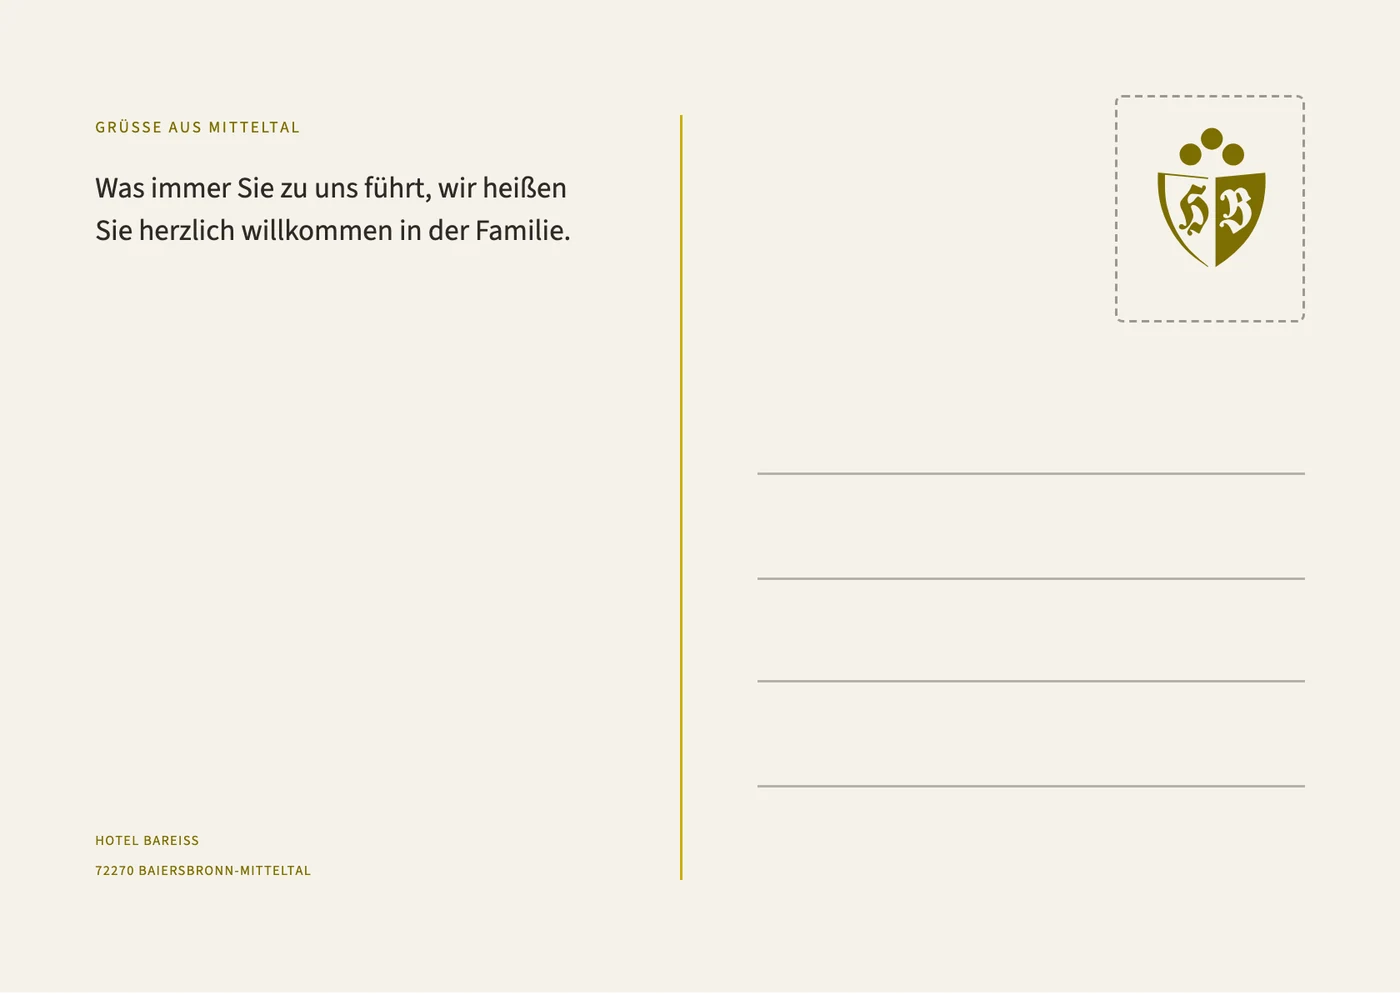 GRÜSSE AUS MITTELTAL
Was immer Sie zu uns führt, wir heißen
Sie herzlich willkommen in der Familie.
HB
HOTEL BAREISS
72270 BAIERSBRONN-MITTELTAL